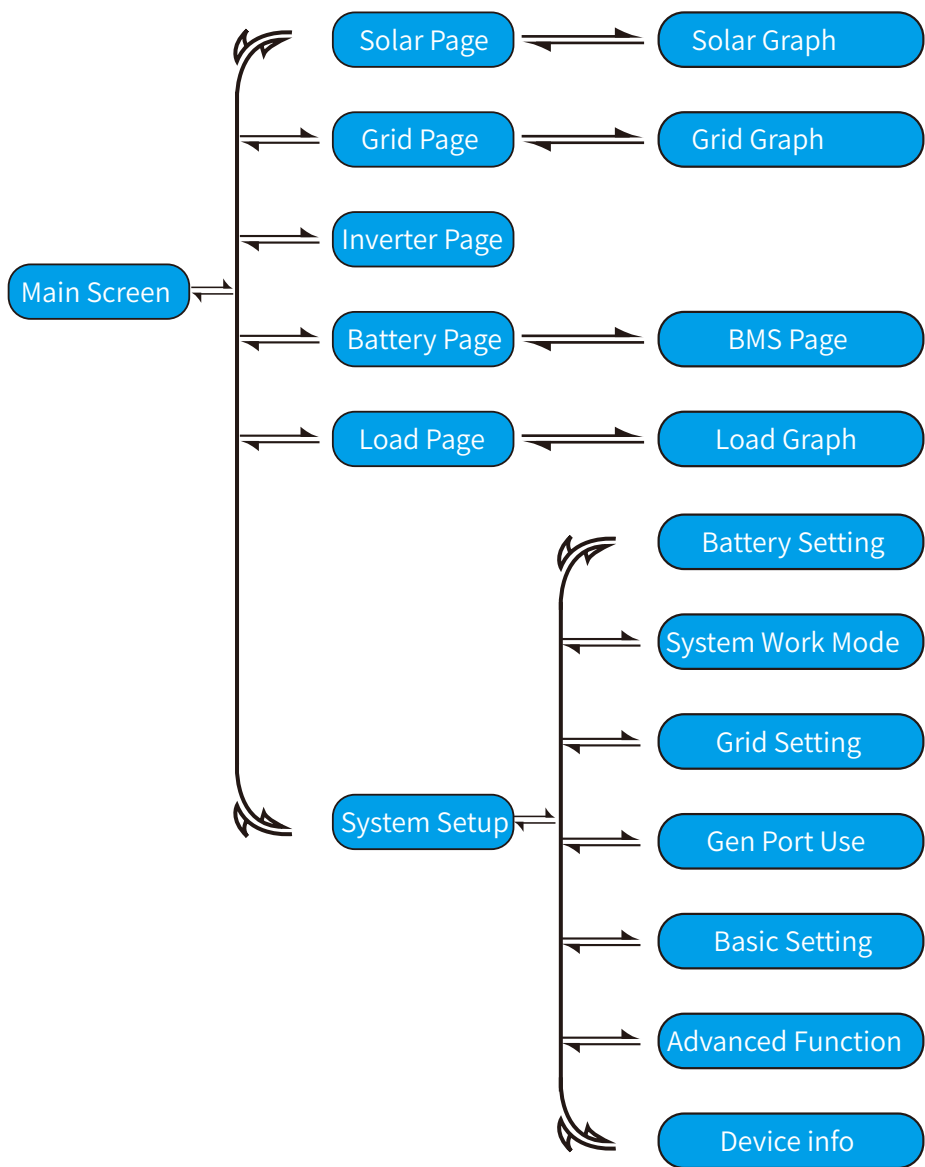 Solar Page
Solar Graph
Grid Page
Grid Graph
Inverter Page
Main Screen
Battery Page
BMS Page
Load Page
Load Graph
Battery Setting
System Work Mode
Grid Setting
System Setup
Gen Port Use
Basic Setting
Advanced Function
Device info